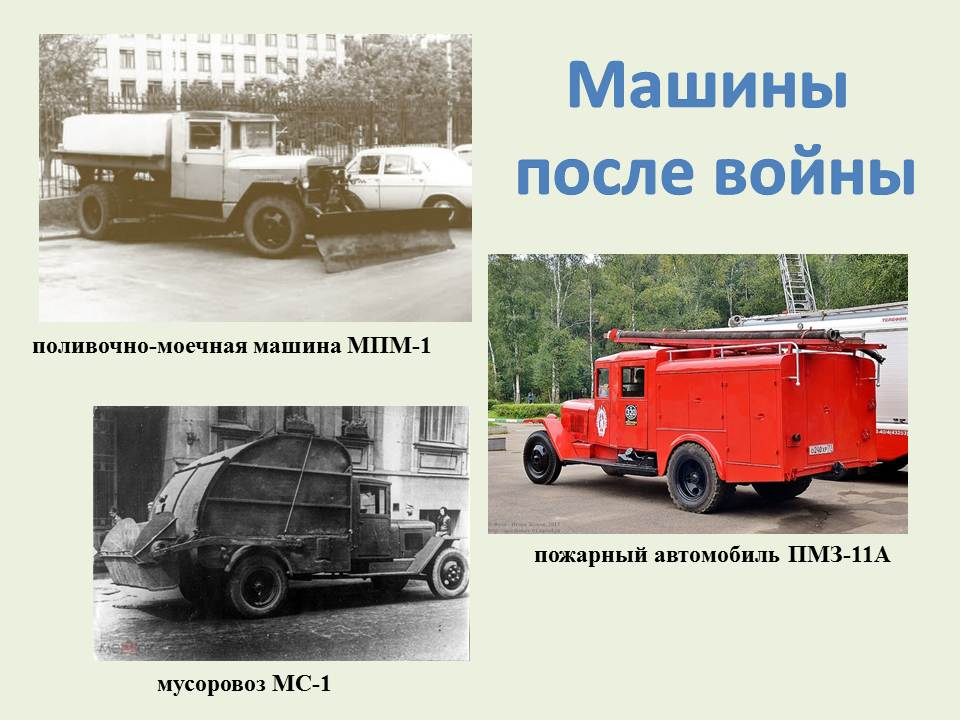 Машины
после войны
поливочно-моечная машина МПМ-1
пожарный автомобиль ПМЗ-11А
мусоровоз МС-1